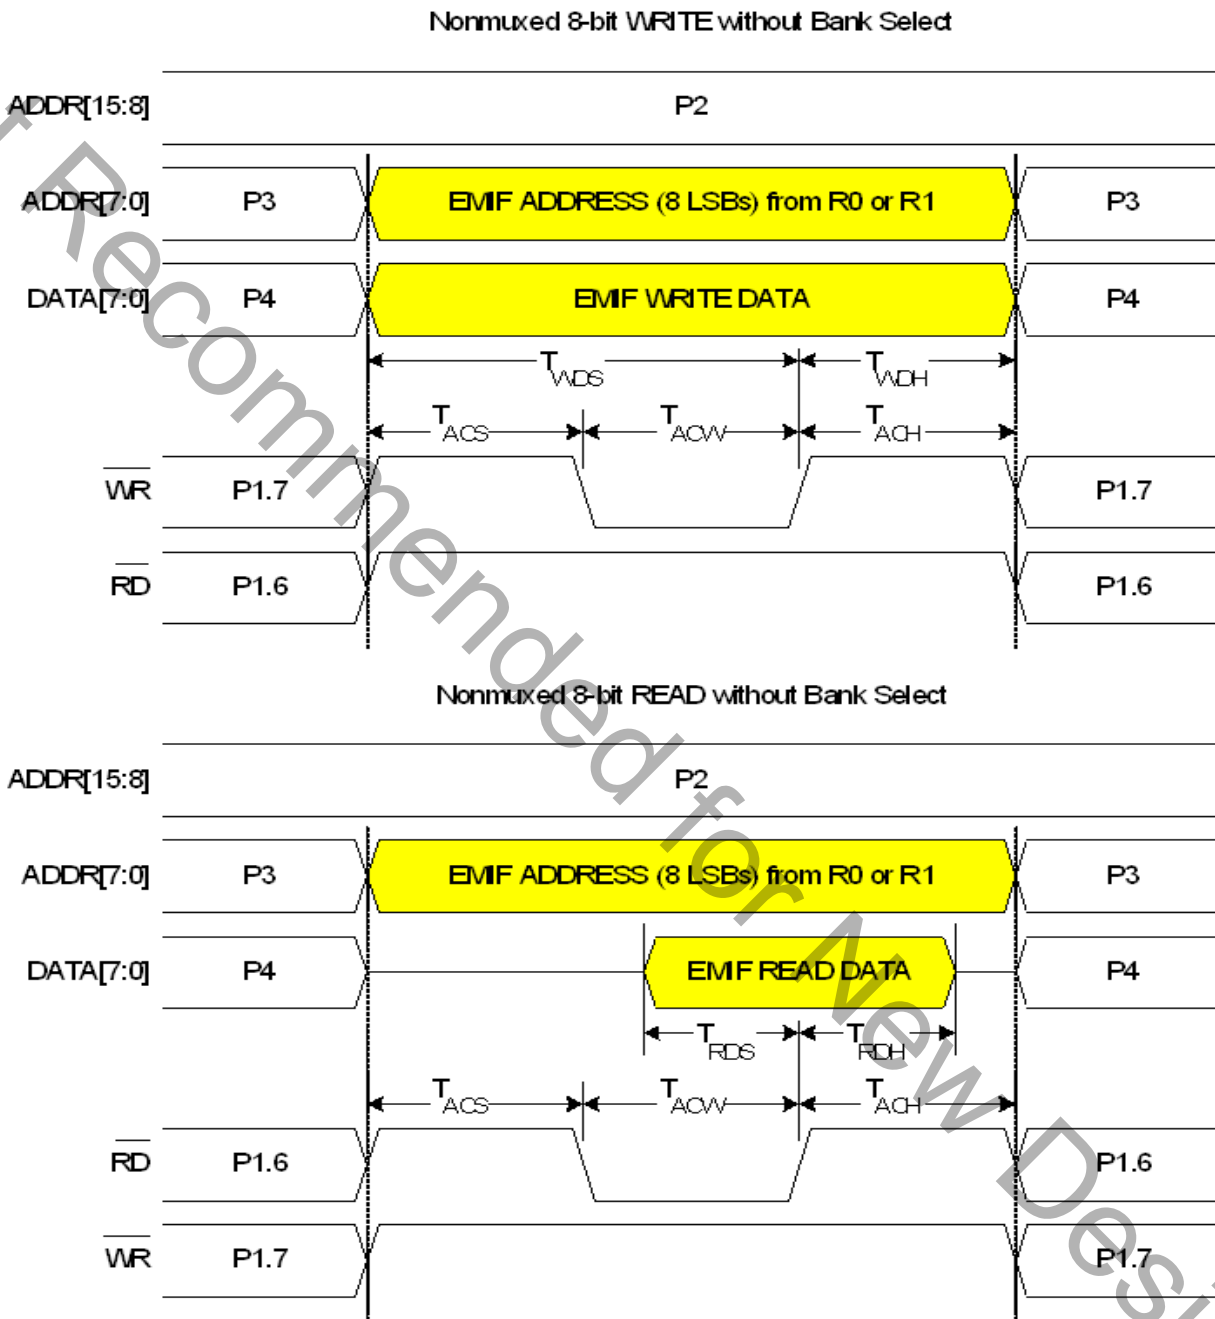 Nonmuxed 8-bit WRITE without Bank Select
ADDR[15:8] P2
ADDR[7:0] P3 EMIF ADDRESS (8 LSBs) from R0 or R1 P3
DATA[7:0] P4 EMIF WRITE DATA P4
TWDS TWDH
TACS TACW TACH
WR P1.7 P1.7
RD P1.6 P1.6
Nonmuxed 8-bit READ without Bank Select
ADDR[15:8] P2
ADDR[7:0] P3 EMIF ADDRESS (8 LSBs) from R0 or R1 P3
DATA[7:0] P4 EMIF READ DATA P4
TRDS TRDH
TACS TACW TACH
RD P1.6 P1.6
WR P1.7 P1.7
Recommended for New